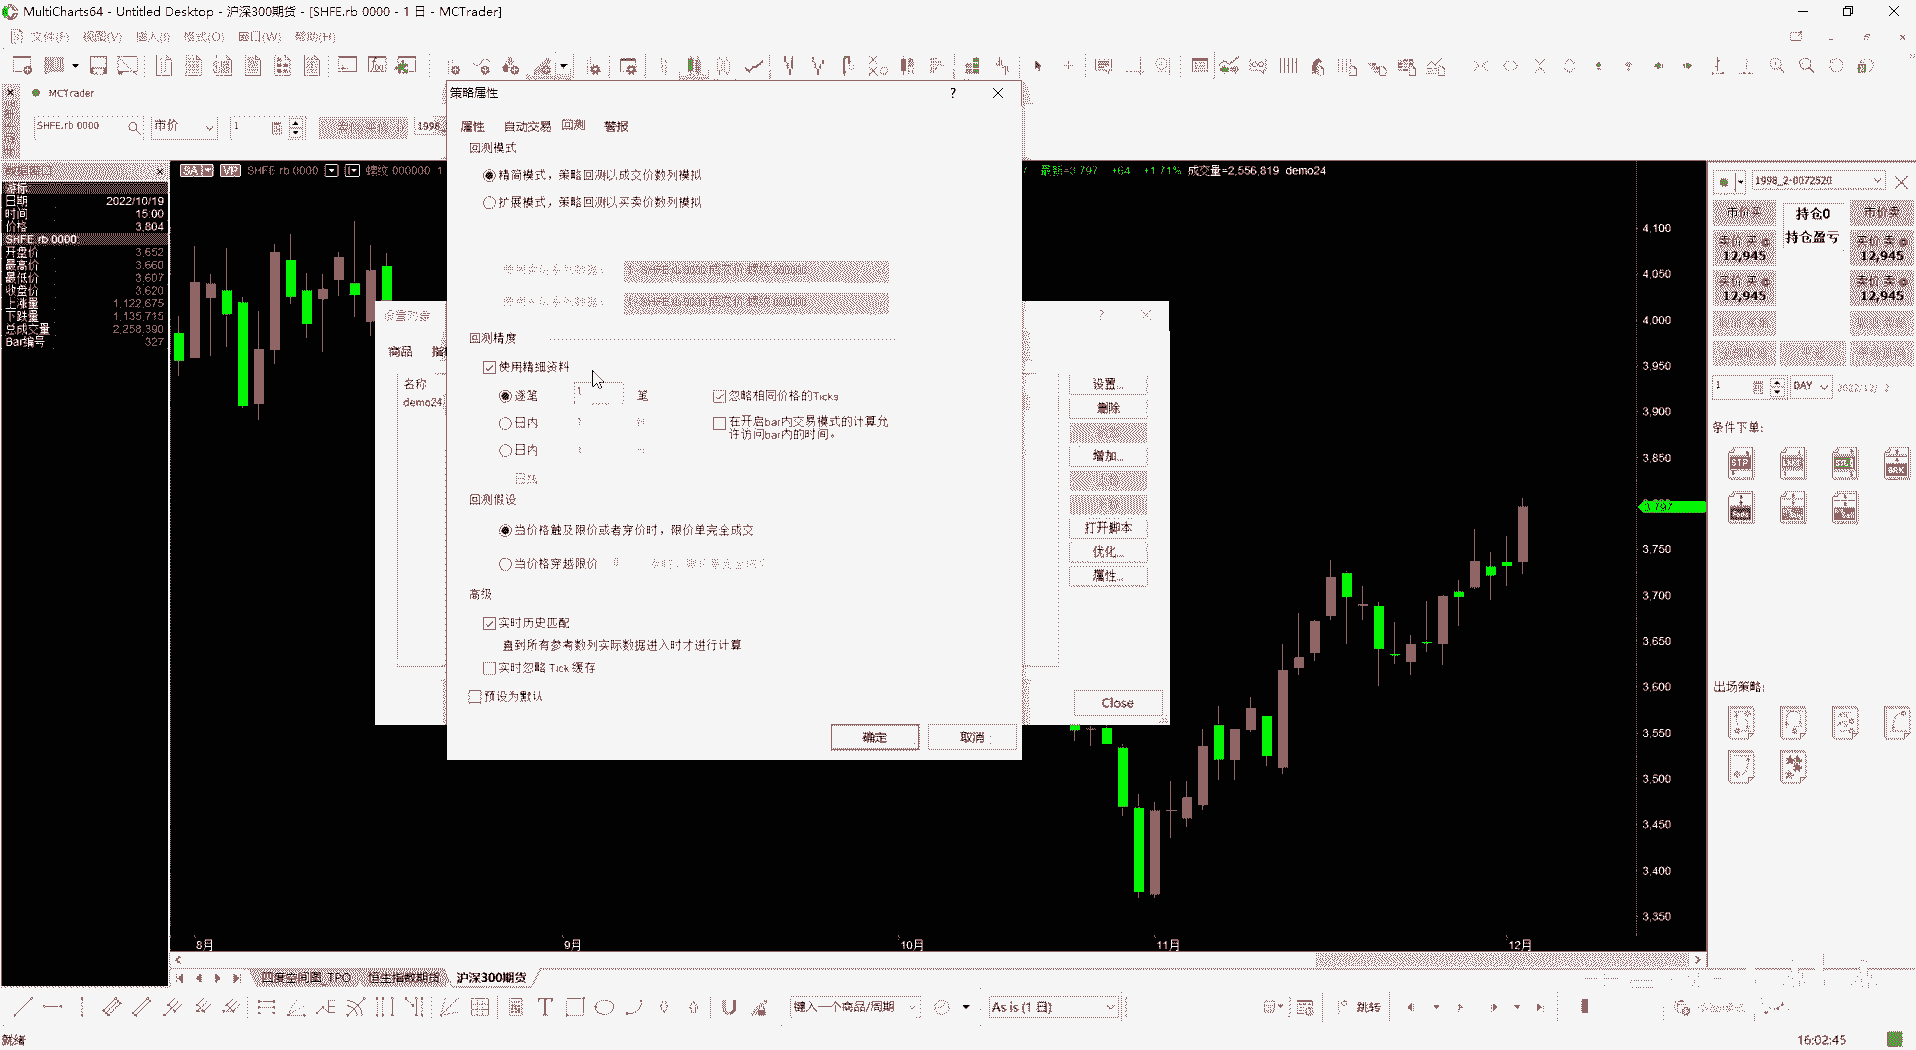 MultiCharts64 - Untitled Desktop - 沪深300期货 - [SHFE.rb 0000 - 1 日 - MCTrader]
文件(F) 视图(V) 插入(I) 格式(O) 窗口(W) 帮助(H)
MCTrader
SHFE.rb 0000 市价 1
策略属性
属性 自动交易 回测 警报
回测模式
精简模式，策略回测以成交价数列模拟
扩展模式，策略回测以买卖价数列模拟
回测精度
使用精细资料
逐笔 1 笔
忽略相同价格的Ticks
日内
在开启bar内交易模式的计算允
许访问bar内的时间。
日内
日线
回测假设
当价格触及限价或者穿价时，限价单完全成交
当价格穿越限价
高级
实时历史匹配
直到所有参考数列实际数据进入时才进行计算
实时忽略 Tick 缓存
预设为默认
确定 取消
设置对象
商品
名称
demo24
设置...
删除
增加...
打开脚本
优化...
属性...
Close
日期 2022/10/19
时间 15:00
价格 3,804
SHFE.rb 0000
开盘价 3,652
最高价 3,660
最低价 3,607
收盘价 3,620
上涨量 1,122,675
下跌量 1,135,715
总成交量 2,258,390
Bar编号 327
SA VP SHFE rb 0000 螺纹 000000 1
最新=3,797 +64 +1.71% 成交量=2,556,819 demo24
4,100
4,050
4,000
3,950
3,900
3,850
3,797
3,750
3,700
3,650
3,600
3,550
3,500
3,450
3,400
3,350
8月 9月 10月 11月 12月
1998_2-0072520
市价买 持仓0 市价卖
持仓盈亏
12,945 12,945
12,945 12,945
1 DAY
条件下单:
STP
BRK
出场策略:
四度空间图_TPO 恒生指数期货 沪深300期货
键入一个商品/周期 As is (1 日) 跳转
就绪
16:02:45